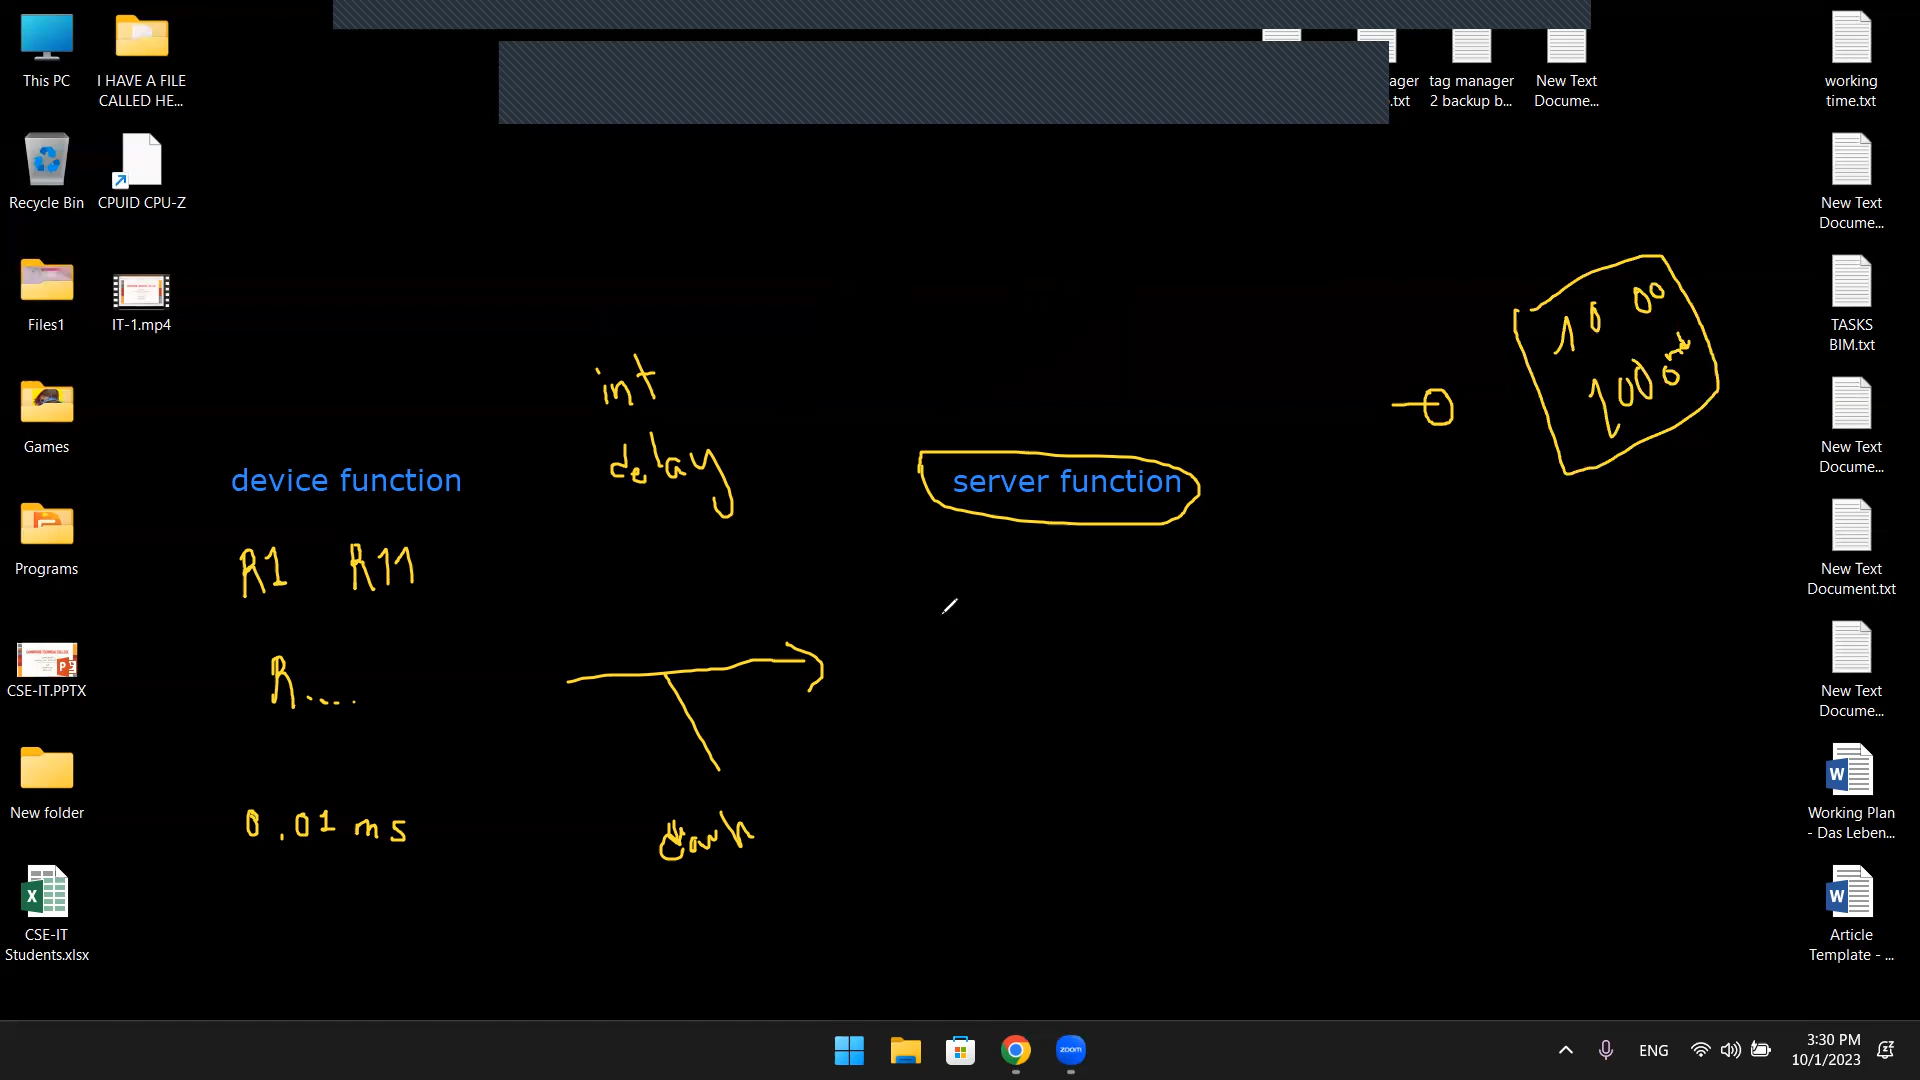 This PC
I HAVE A FILE
CALLED HE...
ager
.txt
tag manager
2 backup b...
New Text
Docume...
working
time.txt
Recycle Bin
CPUID CPU-Z
New Text
Docume...
Files1
IT-1.mp4
TASKS
BIM.txt
10 00
1000
int
delay
Games
New Text
Docume...
device function
server function
R1 R11
Programs
New Text
Document.txt
R....
CSE-IT.PPTX
New Text
Docume...
New folder
0.01 ms
Working Plan
- Das Leben...
CSE-IT
Students.xlsx
Article
Template - ...
zoom
ENG
3:30 PM
10/1/2023